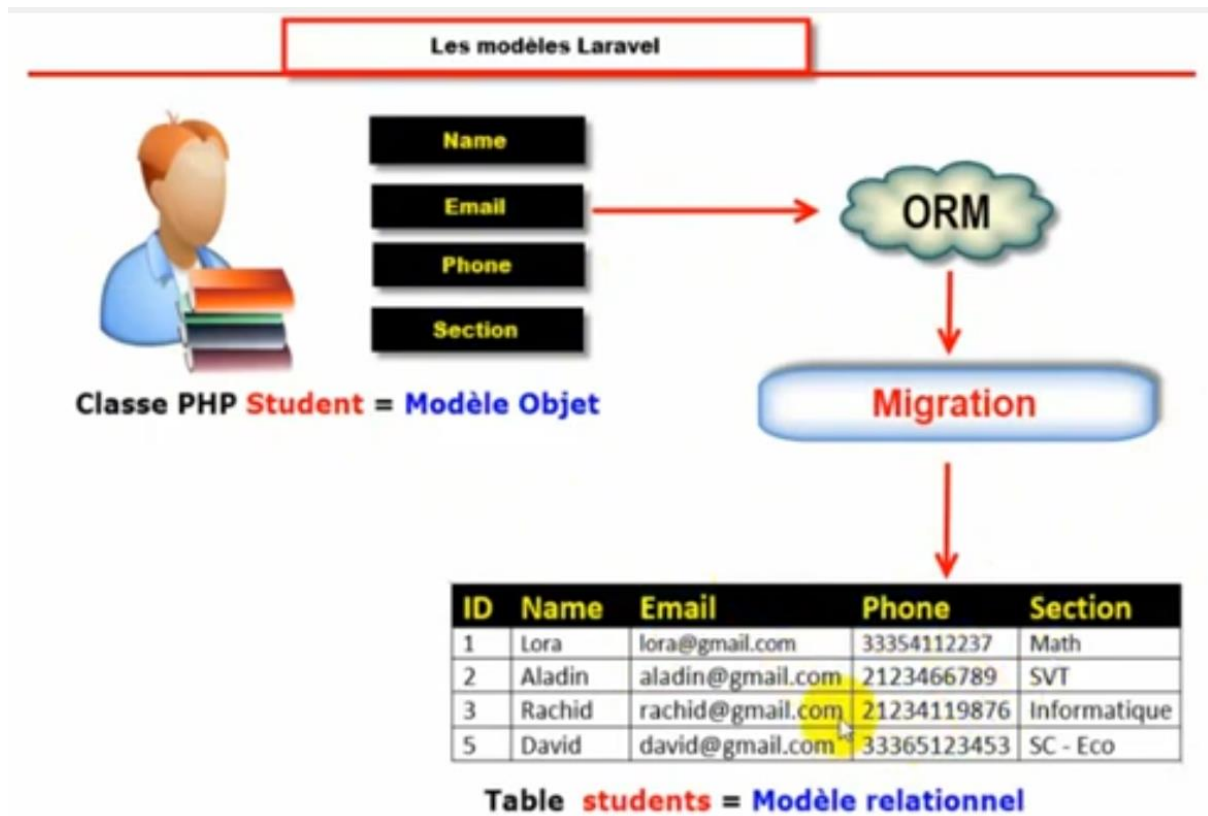 Les modèles Laravel
Name
Email
Phone
Section
ORM
Classe PHP Student = Modèle Objet
Migration
ID Name Email Phone Section
1 Lora lora@gmail.com 33354112237 Math
2 Aladin aladin@gmail.com 2123466789 SVT
3 Rachid rachid@gmail.com 21234119876 Informatique
5 David david@gmail.com 33365123453 SC - Eco
Table students = Modèle relationnel